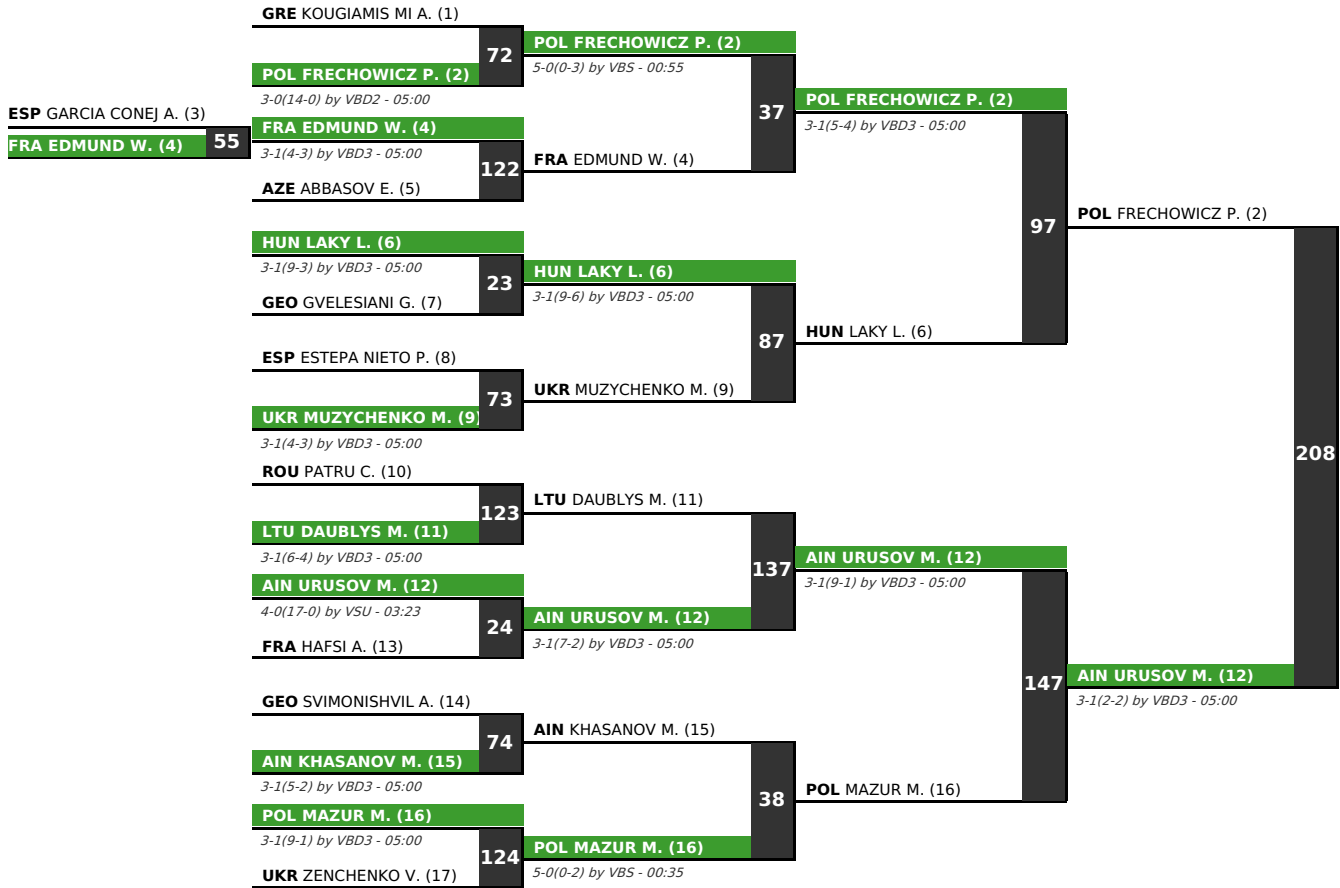 GRE KOUGIAMIS MI A. (1)
72
POL FRECHOWICZ P. (2)
3-0(14-0) by VBD2 - 05:00
ESP GARCIA CONEJ A. (3)
FRA EDMUND W. (4)
55
FRA EDMUND W. (4)
3-1(4-3) by VBD3 - 05:00
122
AZE ABBASOV E. (5)
HUN LAKY L. (6)
3-1(9-3) by VBD3 - 05:00
23
GEO GVELESIANI G. (7)
ESP ESTEPA NIETO P. (8)
73
UKR MUZYCHENKO M. (9)
3-1(4-3) by VBD3 - 05:00
ROU PATRU C. (10)
123
LTU DAUBLYS M. (11)
3-1(6-4) by VBD3 - 05:00
AIN URUSOV M. (12)
4-0(17-0) by VSU - 03:23
24
FRA HAFSI A. (13)
GEO SVIMONISHVIL A. (14)
74
AIN KHASANOV M. (15)
3-1(5-2) by VBD3 - 05:00
POL MAZUR M. (16)
3-1(9-1) by VBD3 - 05:00
124
UKR ZENCHENKO V. (17)
POL FRECHOWICZ P. (2)
5-0(0-3) by VBS - 00:55
37
FRA EDMUND W. (4)
HUN LAKY L. (6)
3-1(9-6) by VBD3 - 05:00
87
UKR MUZYCHENKO M. (9)
LTU DAUBLYS M. (11)
137
AIN URUSOV M. (12)
3-1(7-2) by VBD3 - 05:00
AIN KHASANOV M. (15)
38
POL MAZUR M. (16)
5-0(0-2) by VBS - 00:35
POL FRECHOWICZ P. (2)
3-1(5-4) by VBD3 - 05:00
97
HUN LAKY L. (6)
AIN URUSOV M. (12)
3-1(9-1) by VBD3 - 05:00
147
POL MAZUR M. (16)
POL FRECHOWICZ P. (2)
208
AIN URUSOV M. (12)
3-1(2-2) by VBD3 - 05:00